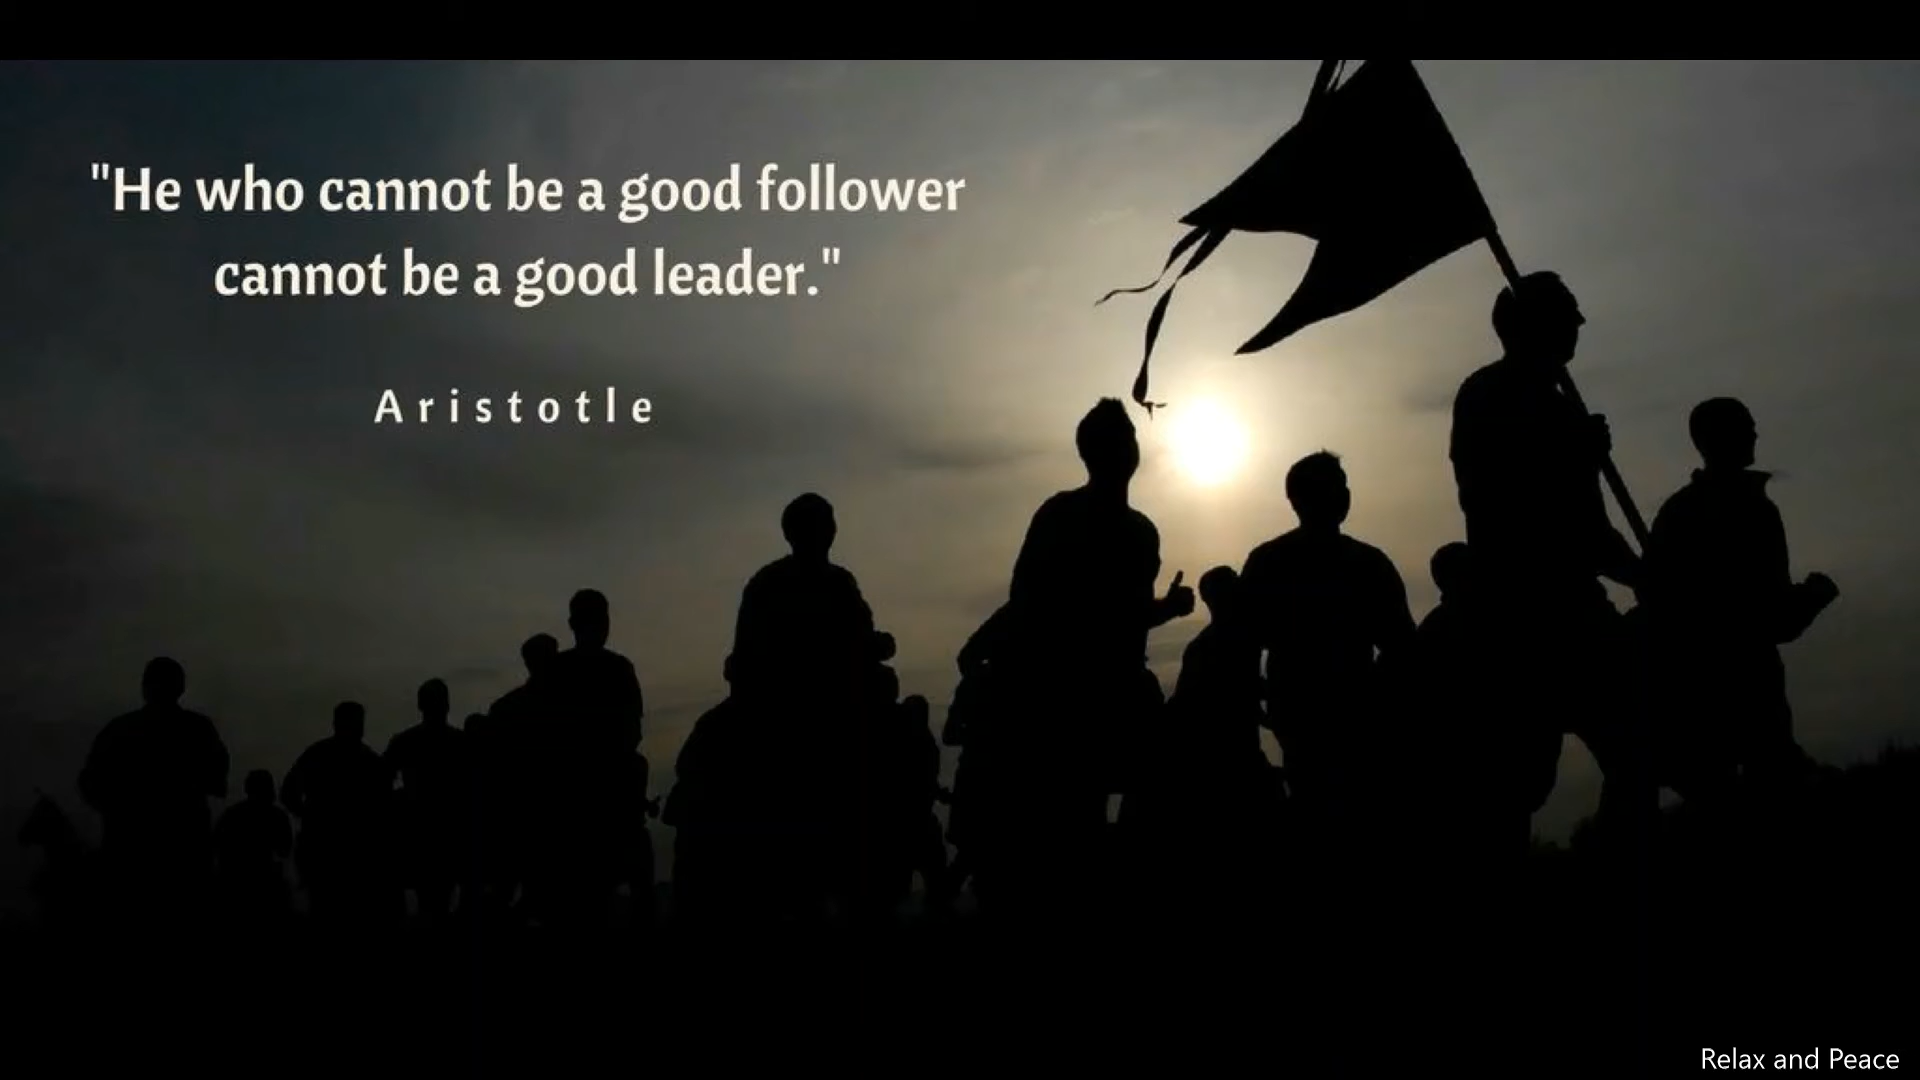 "He who cannot be a good follower
cannot be a good leader."
Aristotle
Relax and Peace